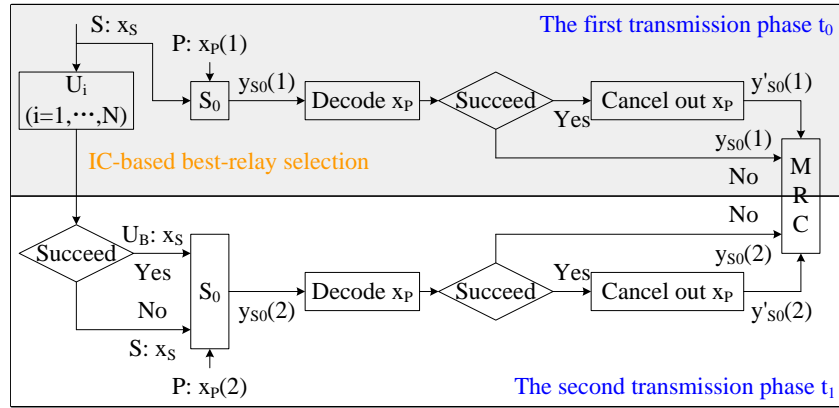 S: x_S
The first transmission phase t_0
P: x_P(1)
U_i
(i=1,···,N)
S_0
y_S0(1)
Decode x_P
Succeed
Yes
Cancel out x_P
y'_S0(1)
y_S0(1)
No
IC-based best-relay selection
M
R
C
No
Succeed
U_B: x_S
Yes
y_S0(2)
S_0
y_S0(2)
Decode x_P
Succeed
Yes
Cancel out x_P
y'_S0(2)
No
S: x_S
P: x_P(2)
The second transmission phase t_1